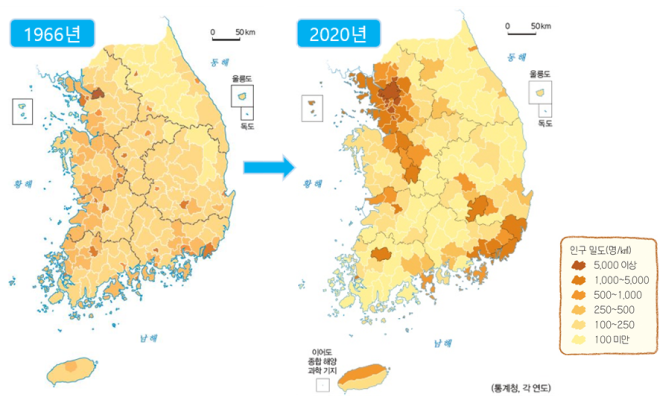 1966년
0 50km
동 해
울릉도
독도
황 해
남 해
2020년
0 50km
동 해
울릉도
독도
황 해
남 해
이어도
종합 해양
과학 기지
(통계청, 각 연도)
인구 밀도(명/㎢)
5,000 이상
1,000~5,000
500~1,000
250~500
100~250
100 미만